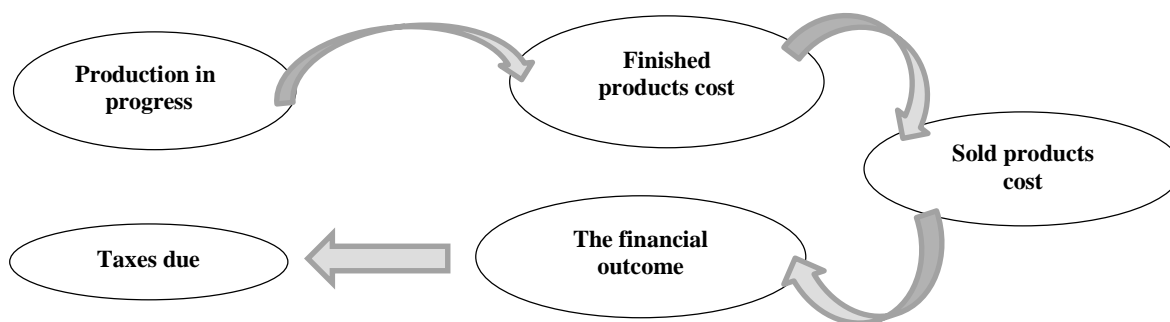 Production in
progress
Finished
products cost
Sold products
cost
The financial
outcome
Taxes due